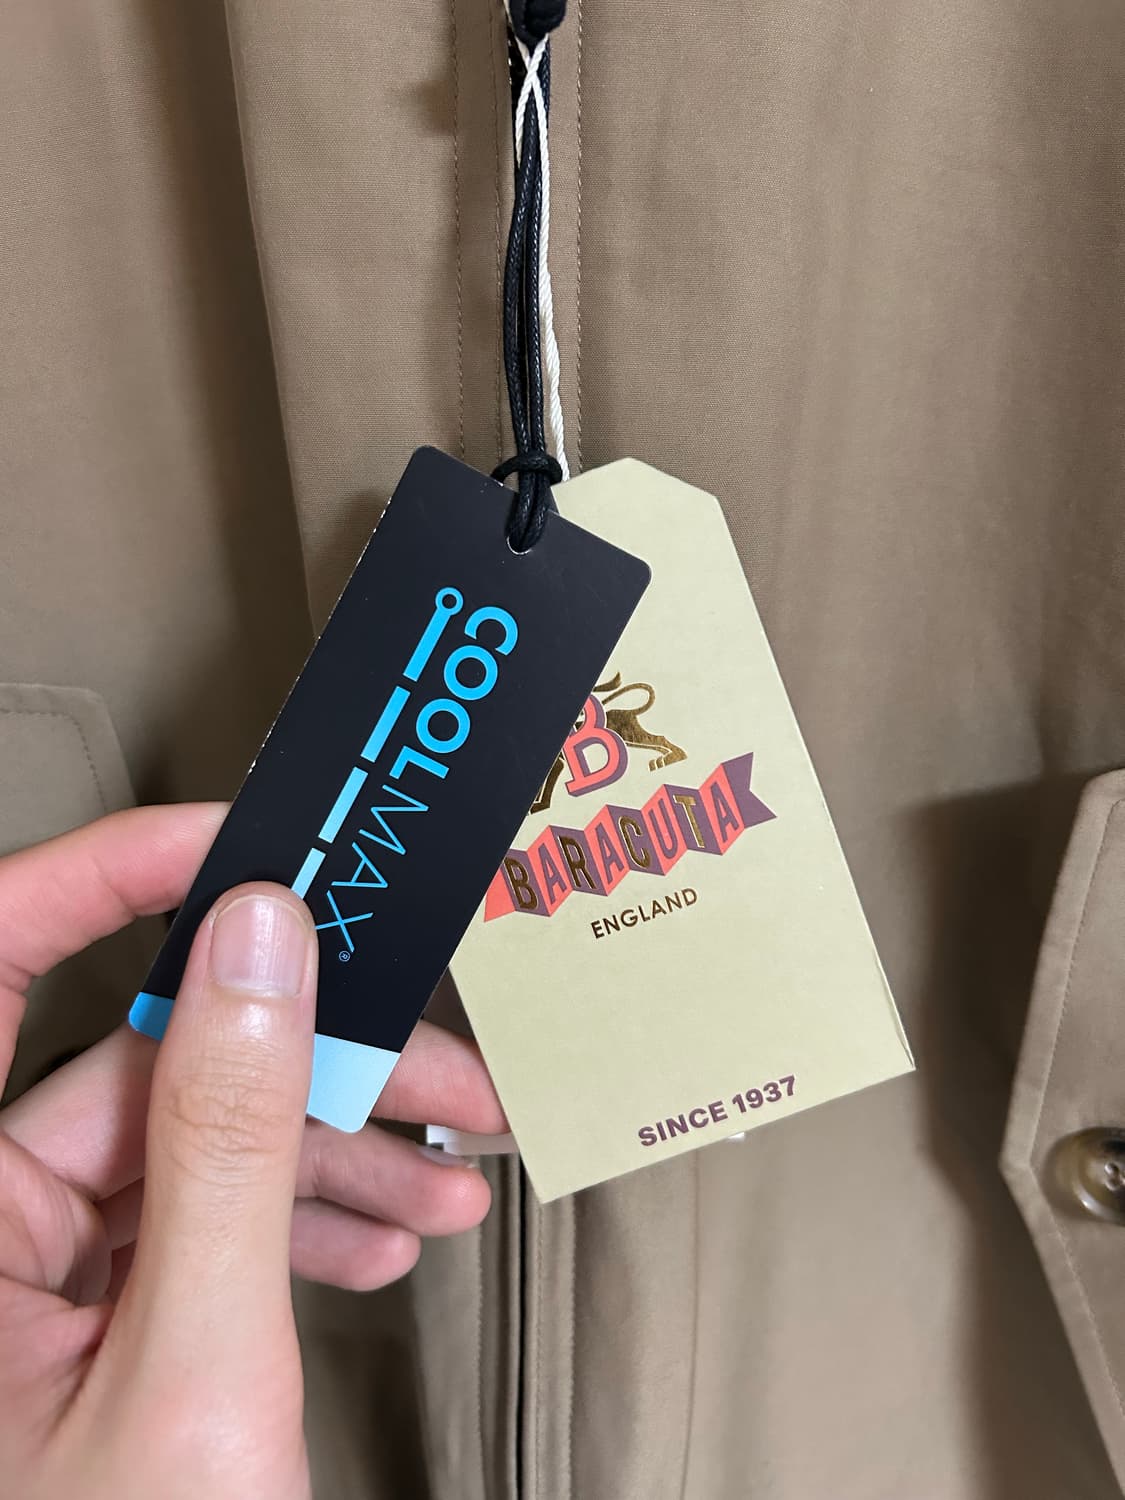 COOLMAX®
B
BARACUTA
ENGLAND
SINCE 1937